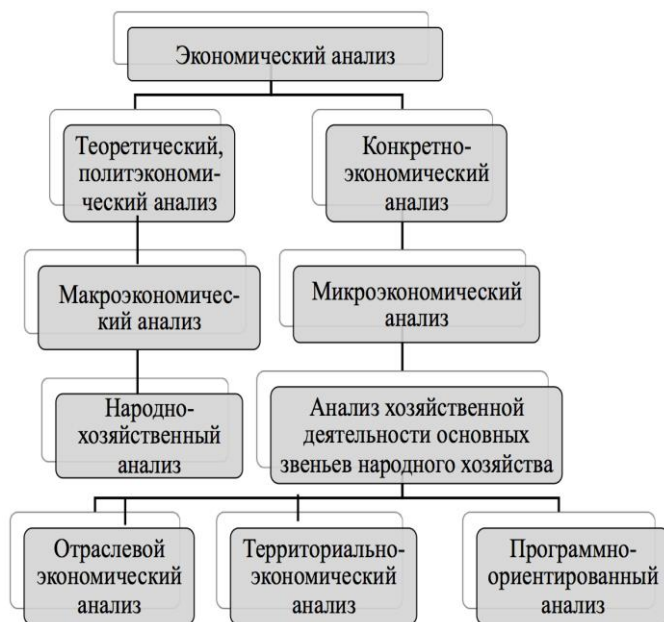 Экономический анализ
Теоретический,
политэкономи-
ческий анализ
Конкретно-
экономический
анализ
Макроэкономичес-
кий анализ
Микроэкономический
анализ
Народно-
хозяйственный
анализ
Анализ хозяйственной
деятельности основных
звеньев народного хозяйства
Отраслевой
экономический
анализ
Территориально-
экономический
анализ
Программно-
ориентированный
анализ